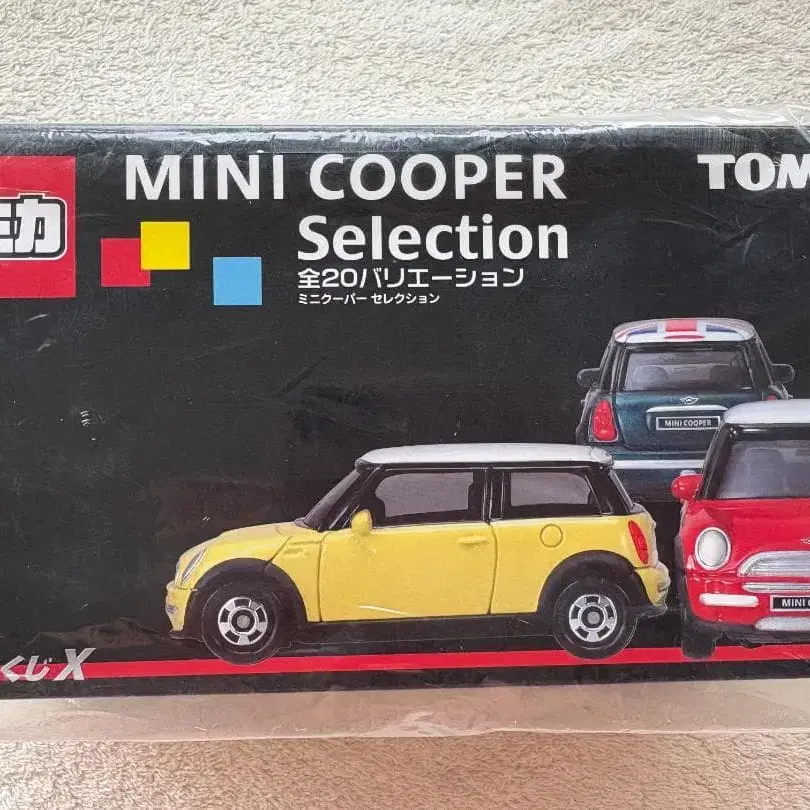 MINI COOPER
Selection
全20バリエーション
ミニクーパー セレクション
TOM
ミカ
MINI COOPER
MINI
くじX